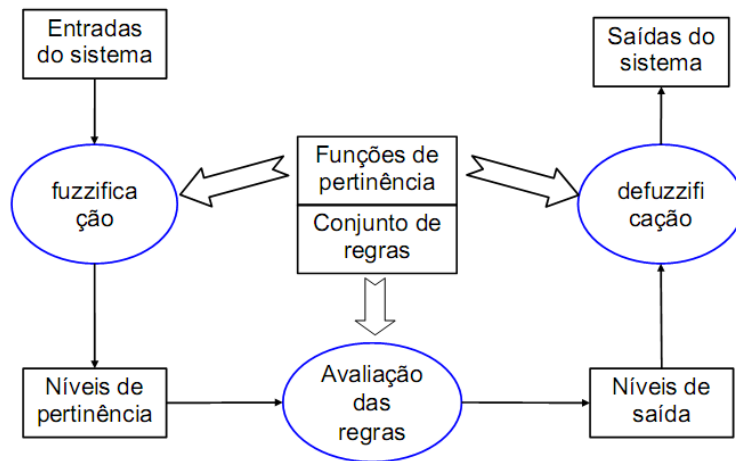 Entradas
do sistema
Saídas do
sistema
fuzzifica
ção
Funções de
pertinência
Conjunto de
regras
defuzzifi
cação
Níveis de
pertinência
Avaliação
das
regras
Níveis de
saída